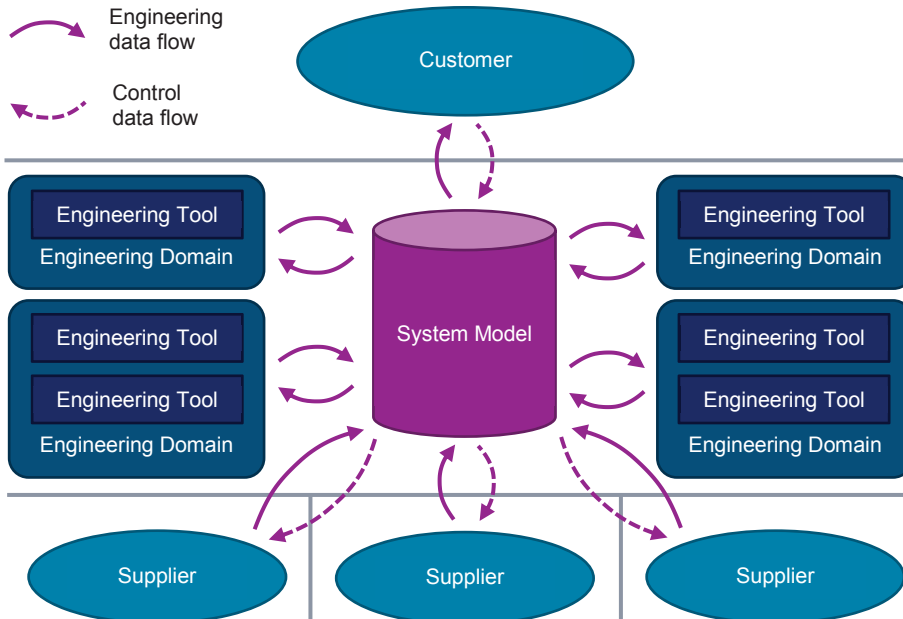 Engineering
data flow
Control
data flow
Customer
Engineering Tool
Engineering Domain
Engineering Tool
Engineering Domain
System Model
Engineering Tool
Engineering Tool
Engineering Domain
Engineering Tool
Engineering Tool
Engineering Domain
Supplier
Supplier
Supplier